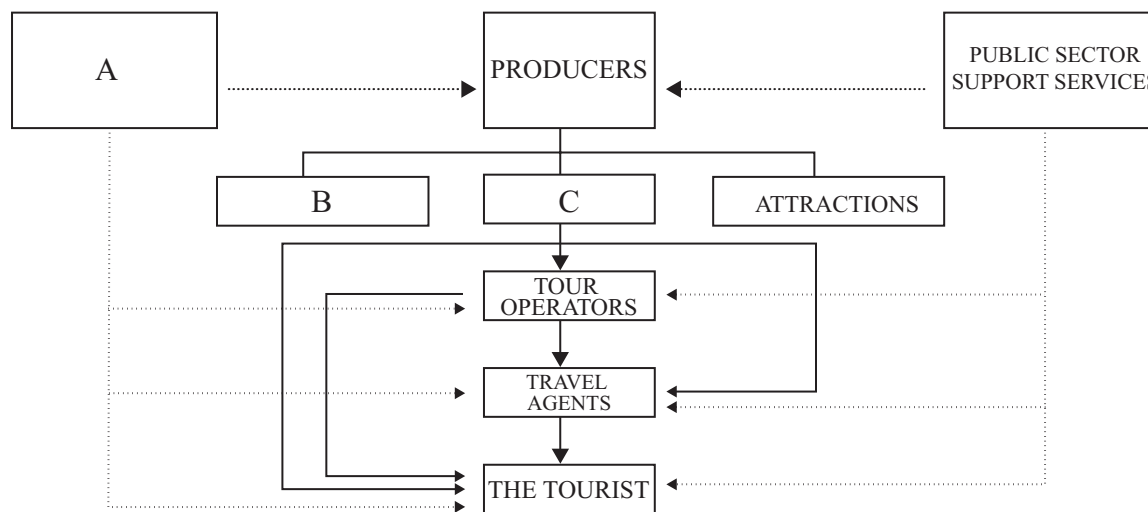 A
PRODUCERS
PUBLIC SECTOR
SUPPORT SERVICES
B
C
ATTRACTIONS
TOUR
OPERATORS
TRAVEL
AGENTS
THE TOURIST